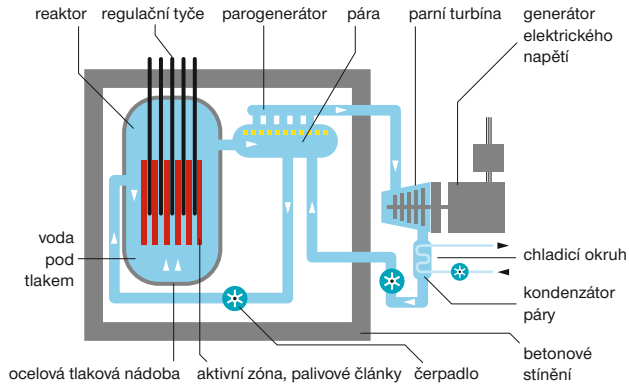 reaktor
regulační tyče
parogenerátor
pára
parní turbína
generátor
elektrického
napětí
voda
pod
tlakem
chladicí okruh
kondenzátor
páry
betonové
stínění
ocelová tlaková nádoba
aktivní zóna, palivové články
čerpadlo